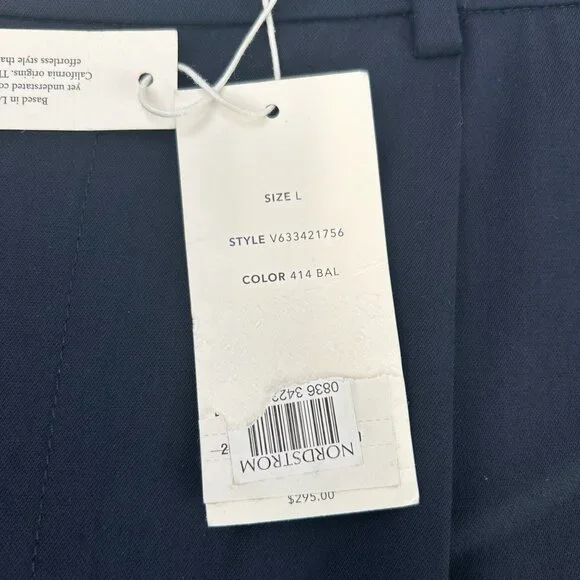 Based in L
yet understated co
California origins. T
effortless style tha
SIZE L
STYLE V633421756
COLOR 414 BAL
0836 342
NORDSTROM
$295.00